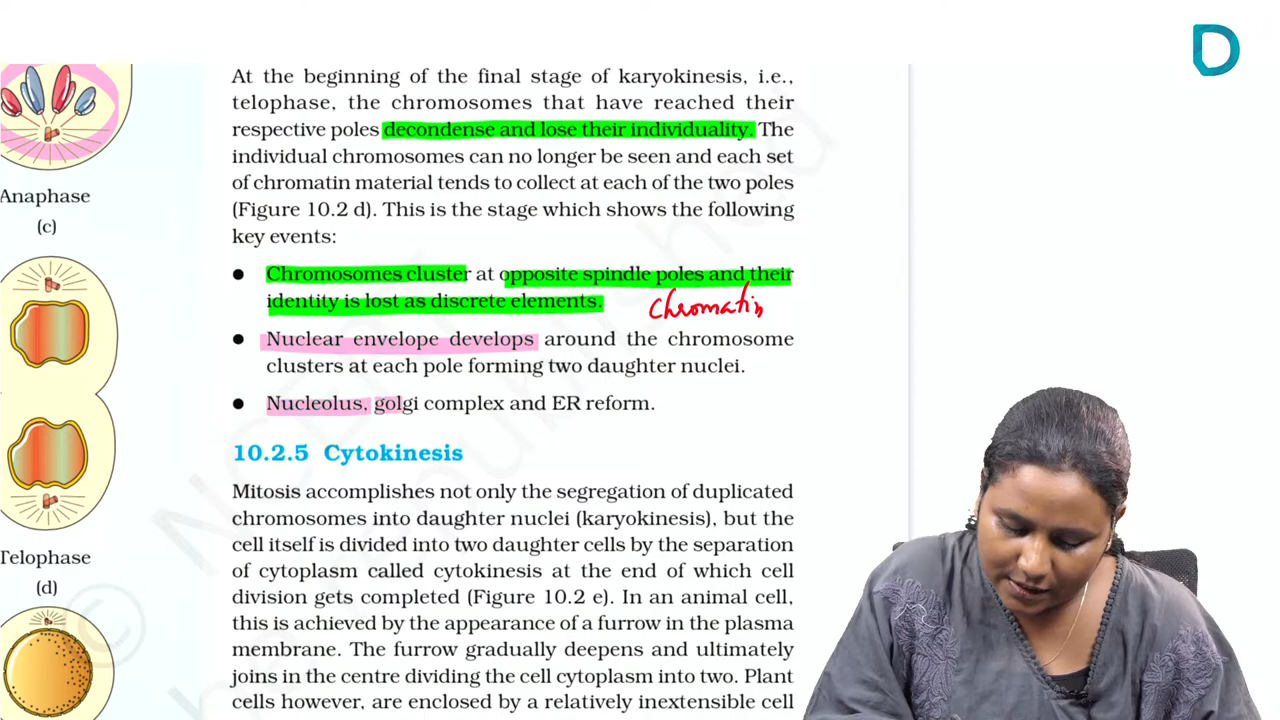 At the beginning of the final stage of karyokinesis, i.e.,
telophase, the chromosomes that have reached their
respective poles decondense and lose their individuality. The
individual chromosomes can no longer be seen and each set
of chromatin material tends to collect at each of the two poles
(Figure 10.2 d). This is the stage which shows the following
key events:
● Chromosomes cluster at opposite spindle poles and their
identity is lost as discrete elements.
Chromatin
● Nuclear envelope develops around the chromosome
clusters at each pole forming two daughter nuclei.
● Nucleolus, golgi complex and ER reform.
10.2.5 Cytokinesis
Mitosis accomplishes not only the segregation of duplicated
chromosomes into daughter nuclei (karyokinesis), but the
cell itself is divided into two daughter cells by the separation
of cytoplasm called cytokinesis at the end of which cell
division gets completed (Figure 10.2 e). In an animal cell,
this is achieved by the appearance of a furrow in the plasma
membrane. The furrow gradually deepens and ultimately
joins in the centre dividing the cell cytoplasm into two. Plant
cells however, are enclosed by a relatively inextensible cell
Anaphase
(c)
Telophase
(d)
D